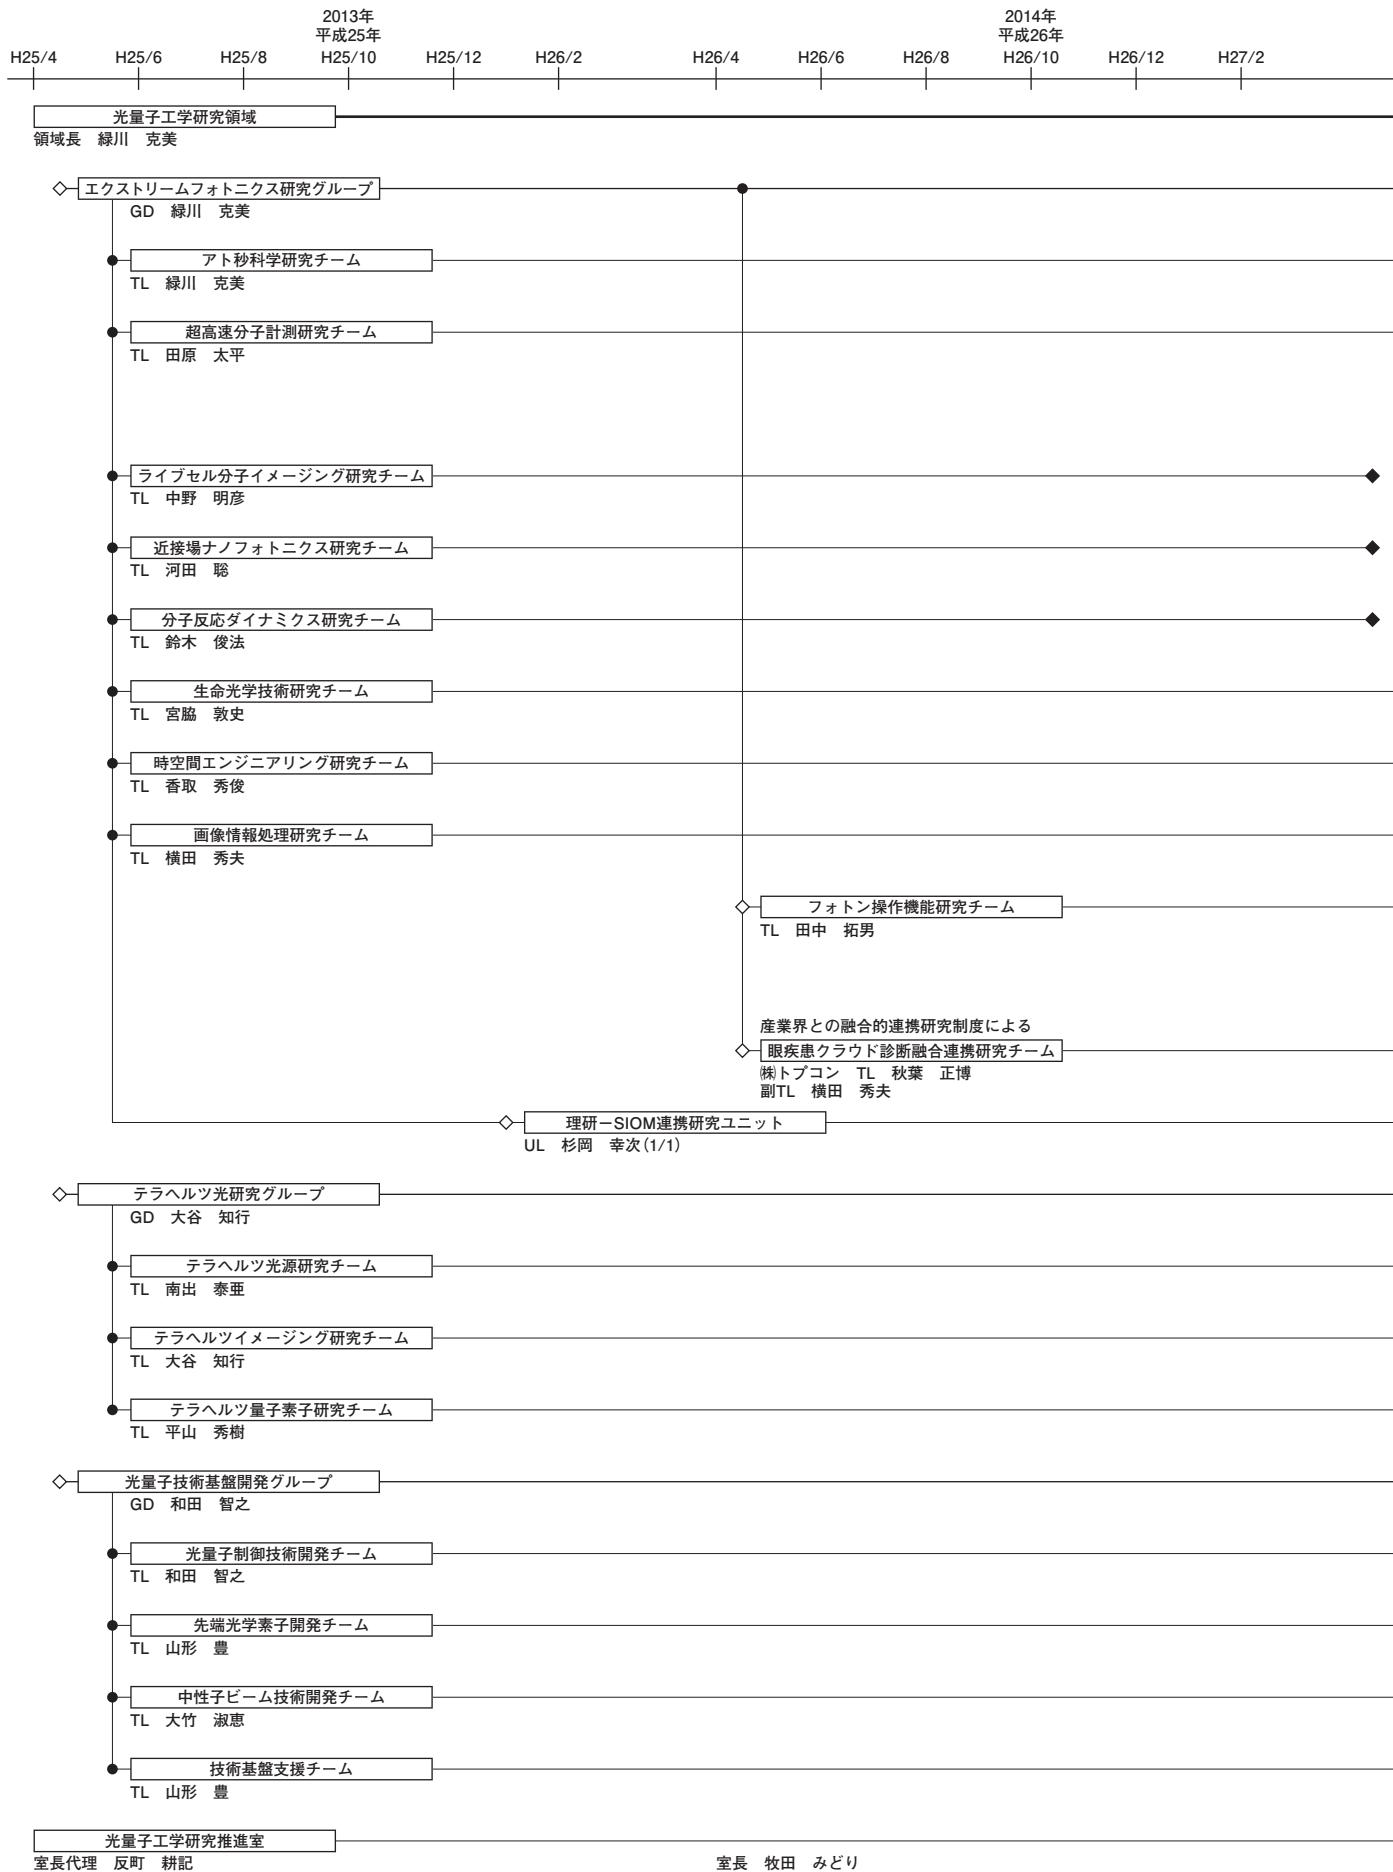 2013年
平成25年
2014年
平成26年
H25/4 H25/6 H25/8 H25/10 H25/12 H26/2 H26/4 H26/6 H26/8 H26/10 H26/12 H27/2
光量子工学研究領域
領域長 緑川 克美
エクストリームフォトニクス研究グループ
GD 緑川 克美
アト秒科学研究チーム
TL 緑川 克美
超高速分子計測研究チーム
TL 田原 太平
ライブセル分子イメージング研究チーム
TL 中野 明彦
近接場ナノフォトニクス研究チーム
TL 河田 聡
分子反応ダイナミクス研究チーム
TL 鈴木 俊法
生命光学技術研究チーム
TL 宮脇 敦史
時空間エンジニアリング研究チーム
TL 香取 秀俊
画像情報処理研究チーム
TL 横田 秀夫
フォトン操作機能研究チーム
TL 田中 拓男
産業界との融合的連携研究制度による
眼疾患クラウド診断融合連携研究チーム
㈱トプコン TL 秋葉 正博
副TL 横田 秀夫
理研−SIOM連携研究ユニット
UL 杉岡 幸次(1/1)
テラヘルツ光研究グループ
GD 大谷 知行
テラヘルツ光源研究チーム
TL 南出 泰亜
テラヘルツイメージング研究チーム
TL 大谷 知行
テラヘルツ量子素子研究チーム
TL 平山 秀樹
光量子技術基盤開発グループ
GD 和田 智之
光量子制御技術開発チーム
TL 和田 智之
先端光学素子開発チーム
TL 山形 豊
中性子ビーム技術開発チーム
TL 大竹 淑恵
技術基盤支援チーム
TL 山形 豊
光量子工学研究推進室
室長代理 反町 耕記 室長 牧田 みどり